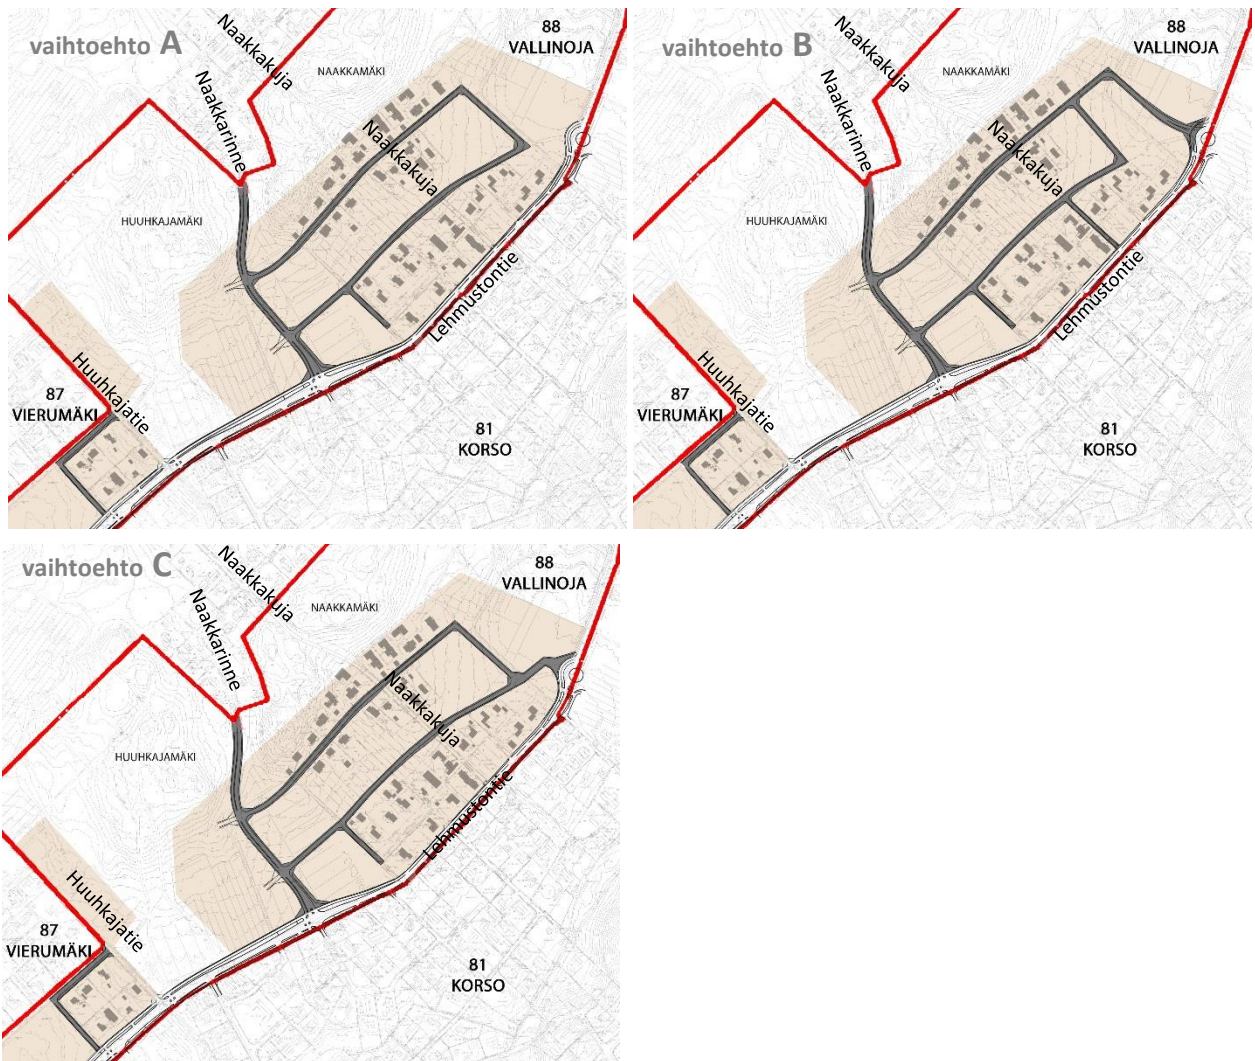 vaihtoehto A
Naakkakuja
88
VALLINOJA
NAAKKAMÄKI
Naakkarinne
Naakkakuja
HUUHKAJAMÄKI
Lehmustontie
Huuhkajatie
87
VIERUMÄKI
81
KORSO
vaihtoehto B
Naakkakuja
88
VALLINOJA
NAAKKAMÄKI
Naakkarinne
Naakkakuja
HUUHKAJAMÄKI
Lehmustontie
Huuhkajatie
87
VIERUMÄKI
81
KORSO
vaihtoehto C
Naakkakuja
88
VALLINOJA
NAAKKAMÄKI
Naakkarinne
Naakkakuja
HUUHKAJAMÄKI
Lehmustontie
Huuhkajatie
87
VIERUMÄKI
81
KORSO